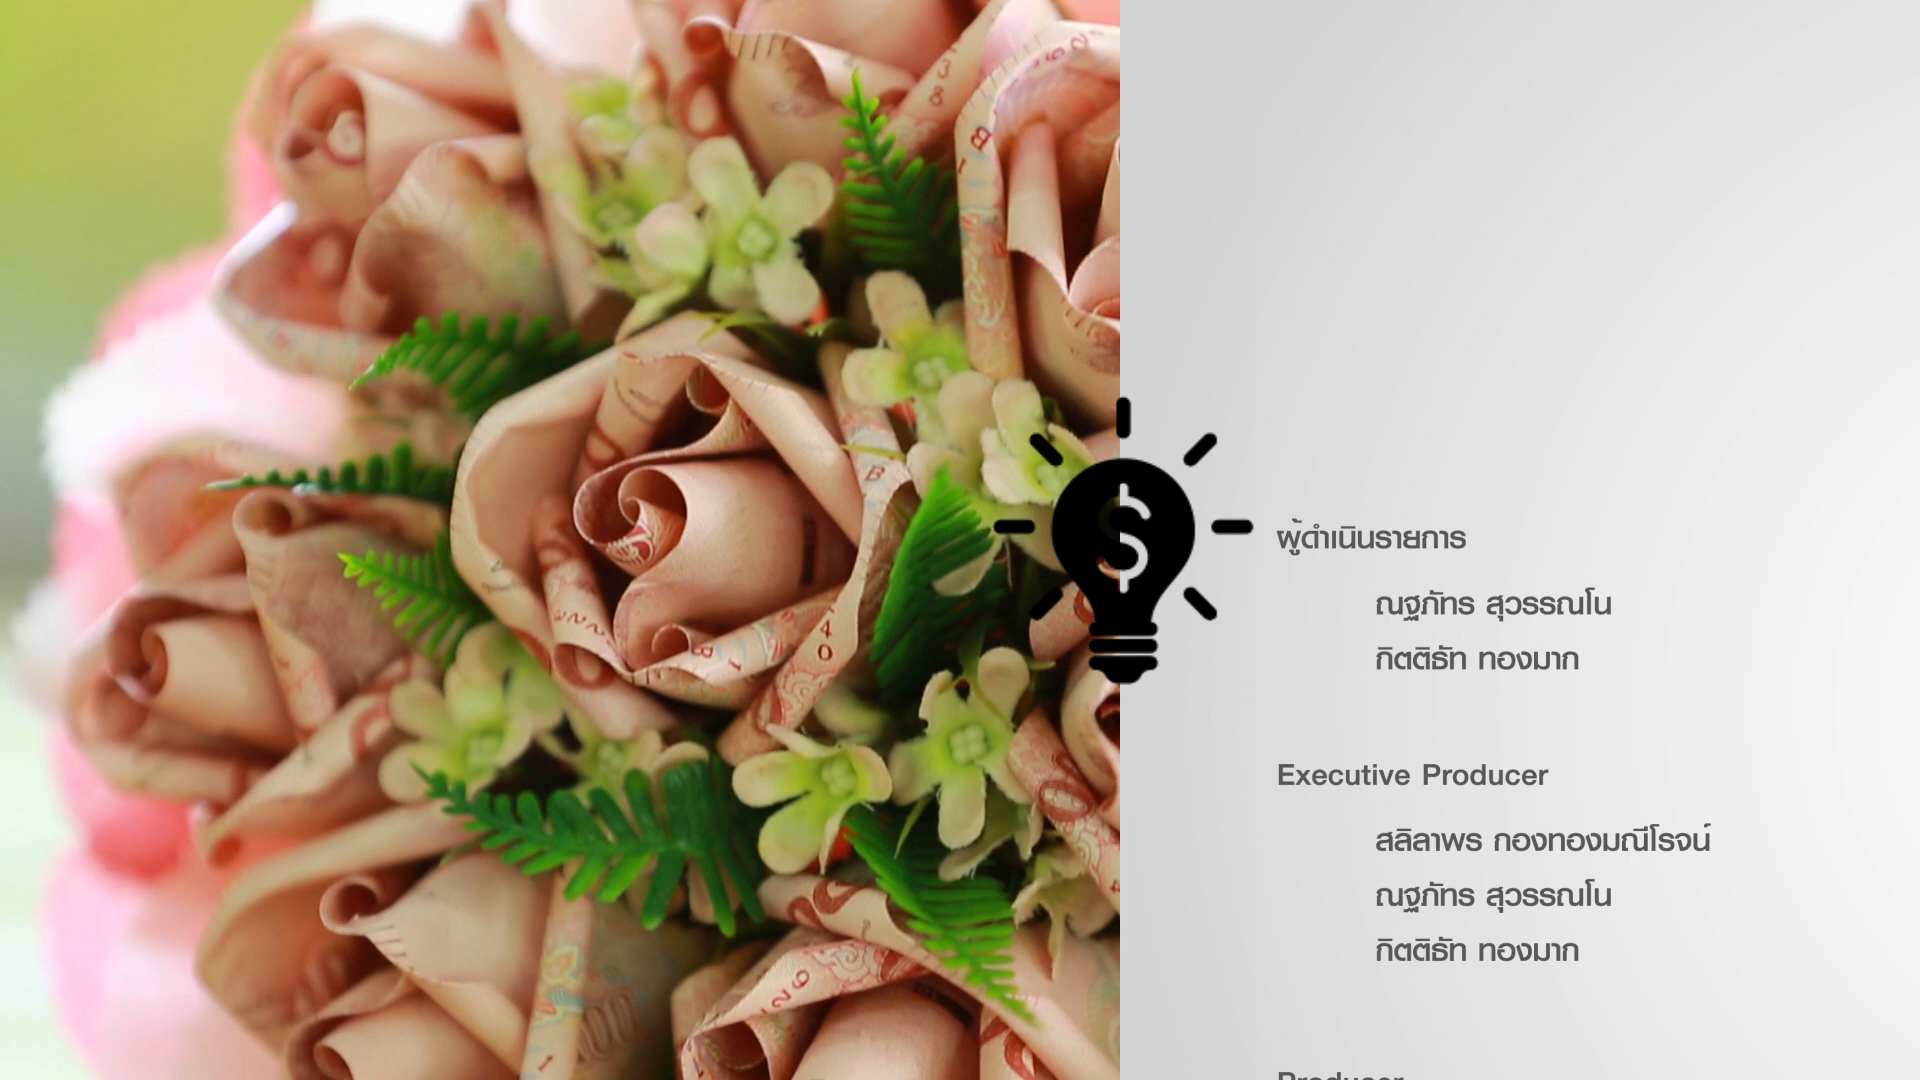 ผู้ดำเนินรายการ
ณฐภัทร สุวรรณโน
กิตติธัท ทองมาก
Executive Producer
สลิลาพร กองทองมณีโรจน์
ณฐภัทร สุวรรณโน
กิตติธัท ทองมาก
Producer